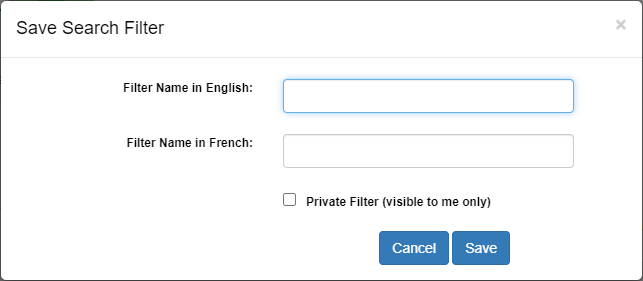 Save Search Filter ×
Filter Name in English:
Filter Name in French:
Private Filter (visible to me only)
Cancel Save